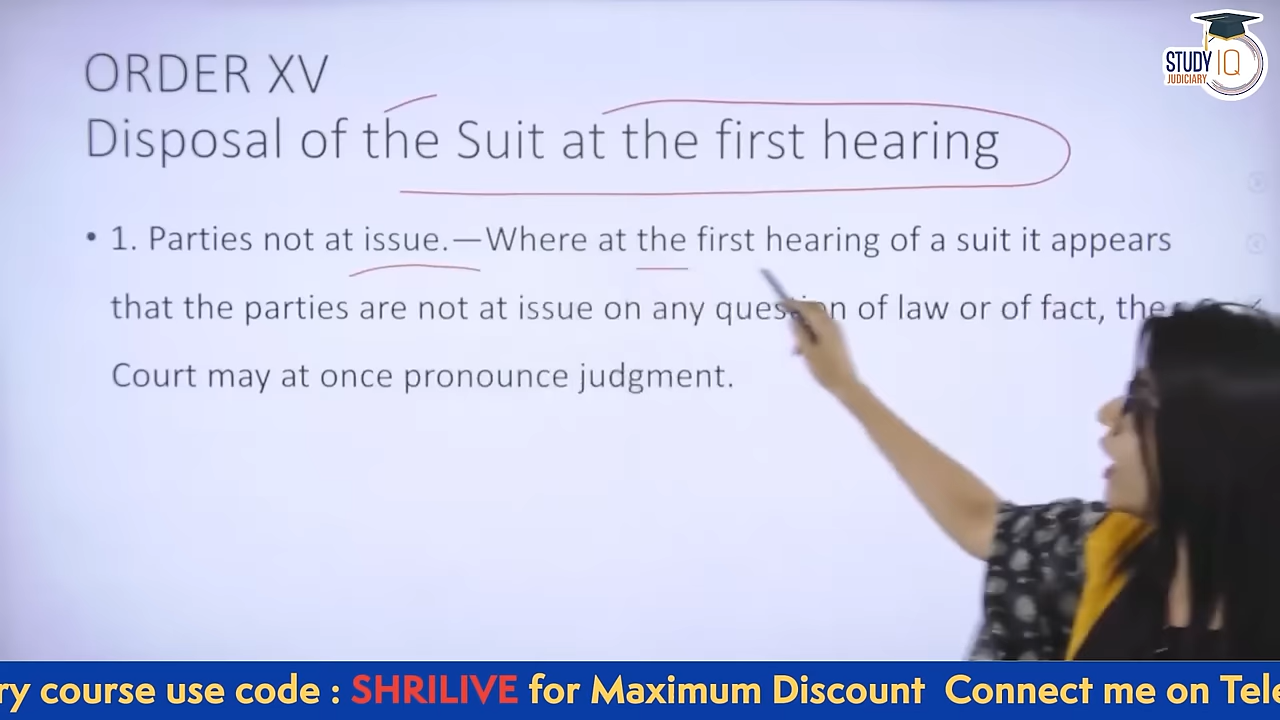 ORDER XV
Disposal of the Suit at the first hearing
• 1. Parties not at issue.—Where at the first hearing of a suit it appears
that the parties are not at issue on any question of law or of fact, the
Court may at once pronounce judgment.
STUDY IQ
JUDICIARY
ry course use code : SHRILIVE for Maximum Discount Connect me on Tele